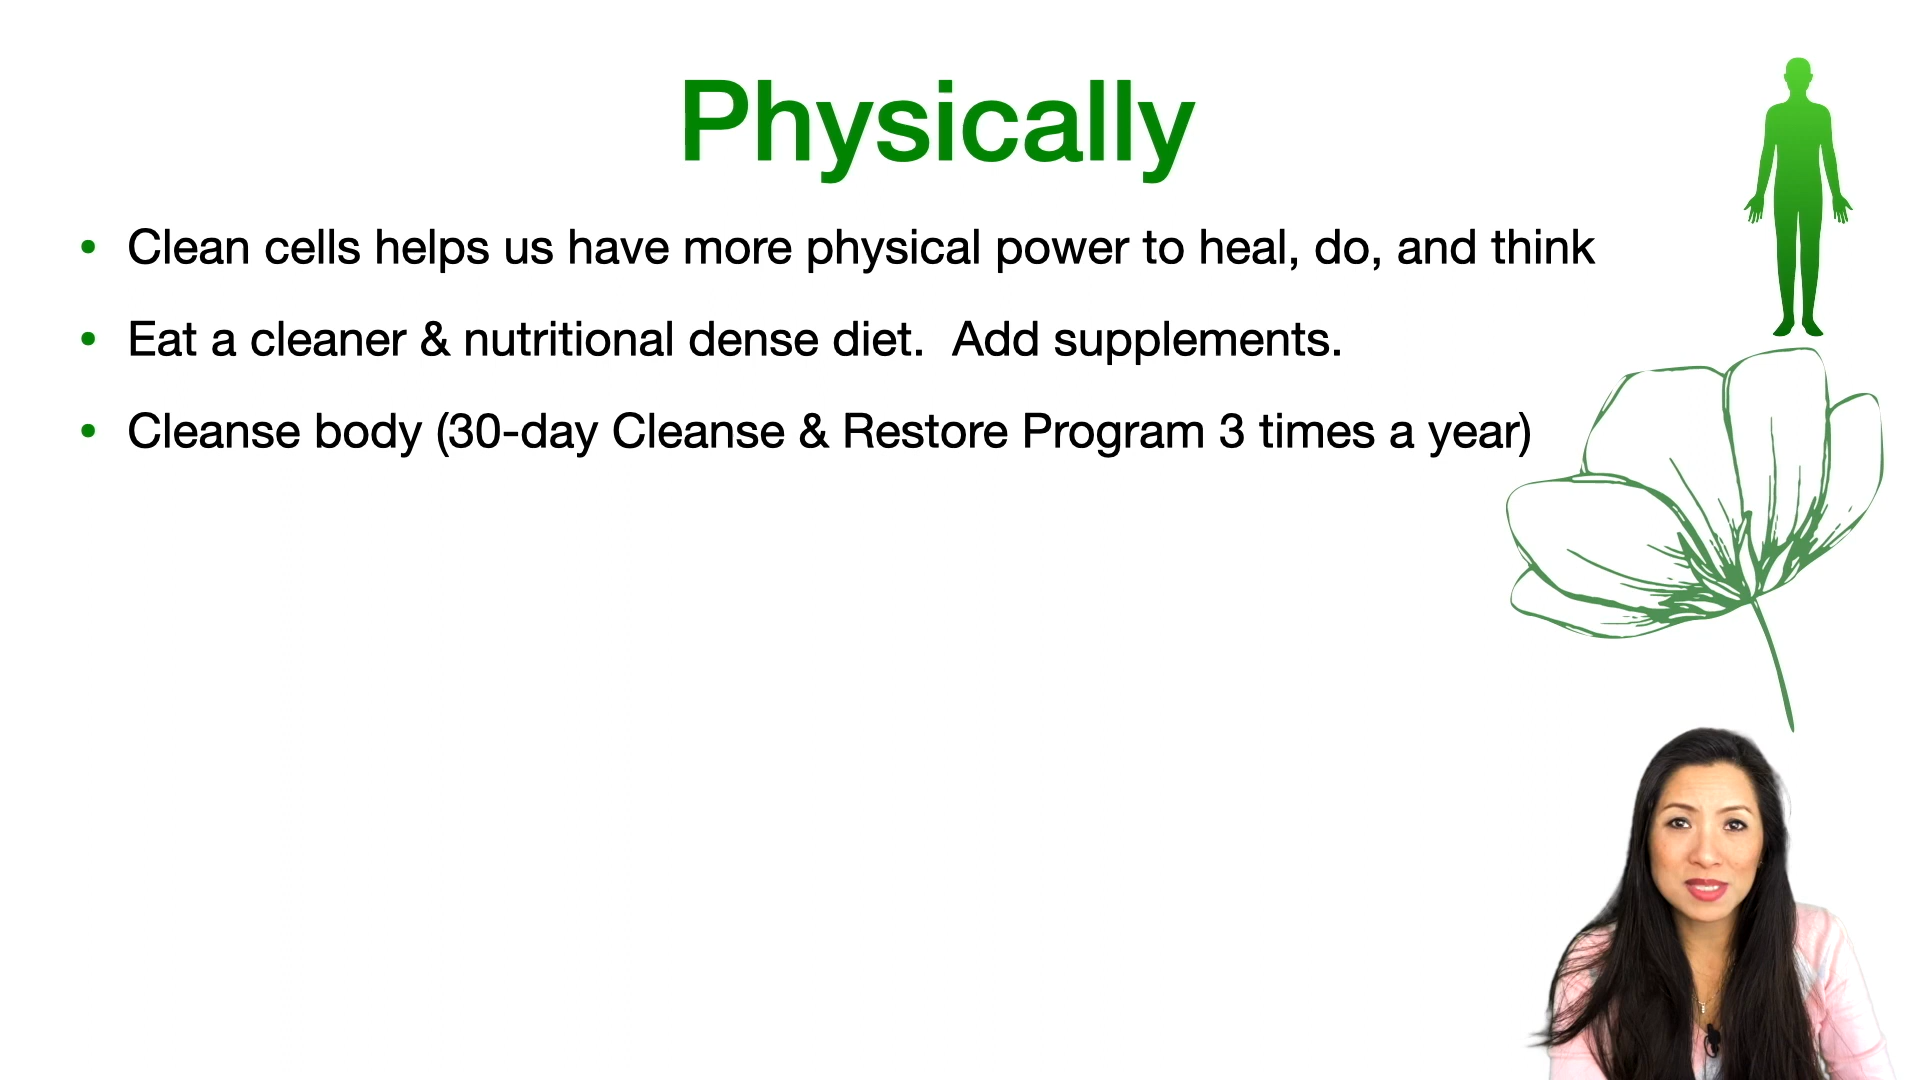 Physically
• Clean cells helps us have more physical power to heal, do, and think
• Eat a cleaner & nutritional dense diet.  Add supplements.
• Cleanse body (30-day Cleanse & Restore Program 3 times a year)